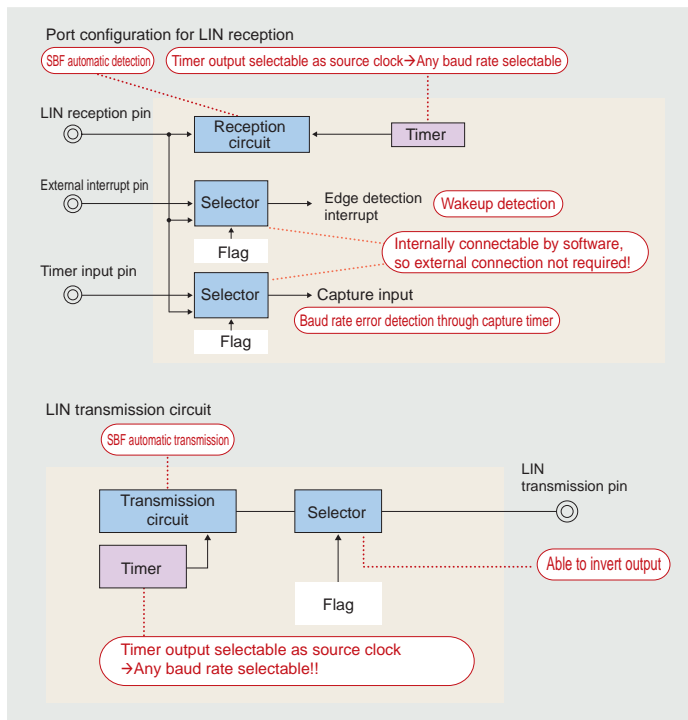 Port configuration for LIN reception
SBF automatic detection
Timer output selectable as source clock→Any baud rate selectable
LIN reception pin
Reception
circuit
Timer
External interrupt pin
Selector
Edge detection
interrupt
Wakeup detection
Flag
Internally connectable by software,
so external connection not required!
Timer input pin
Selector
Capture input
Baud rate error detection through capture timer
Flag
LIN transmission circuit
SBF automatic transmission
LIN
transmission pin
Transmission
circuit
Selector
Timer
Able to invert output
Flag
Timer output selectable as source clock
→Any baud rate selectable!!